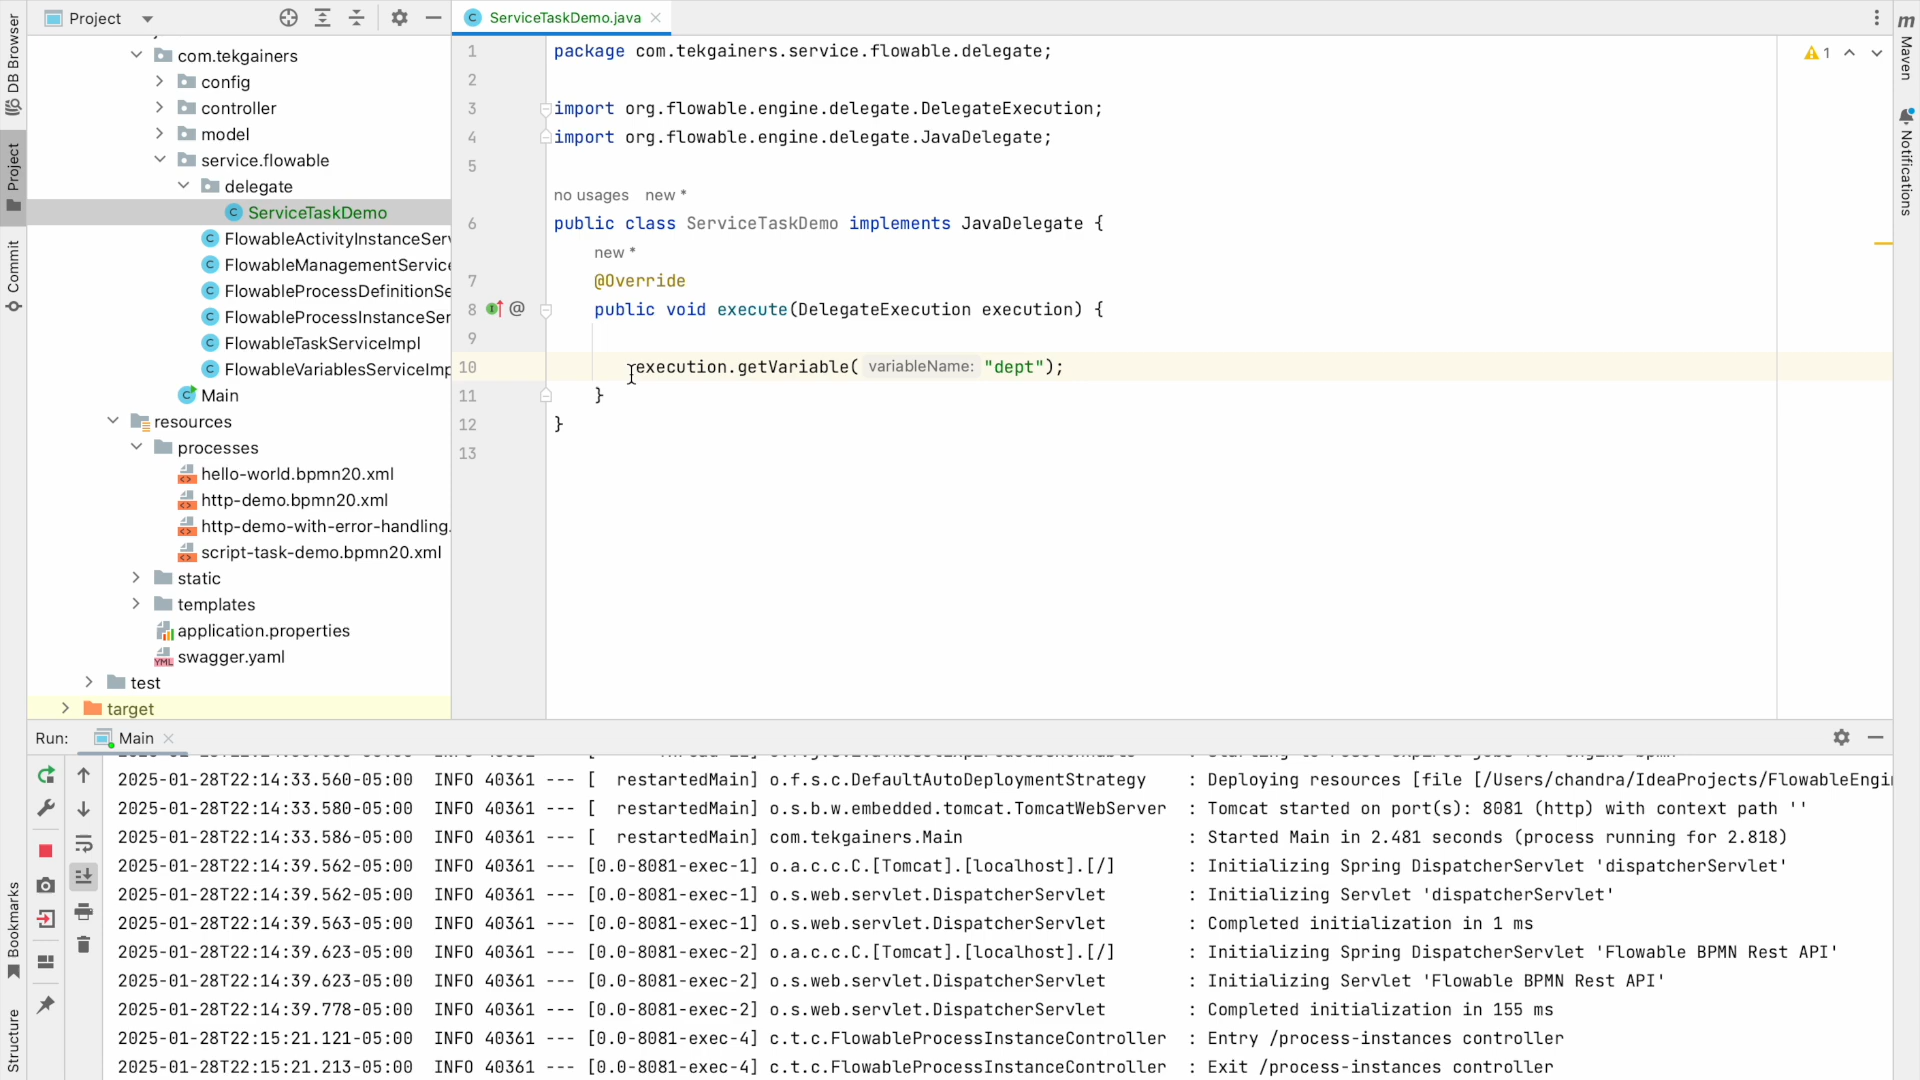 Project
ServiceTaskDemo.java
com.tekgainers
config
controller
model
service.flowable
delegate
ServiceTaskDemo
FlowableActivityInstanceSer
FlowableManagementService
FlowableProcessDefinitionSe
FlowableProcessInstanceSer
FlowableTaskServiceImpl
FlowableVariablesServiceImp
Main
resources
processes
hello-world.bpmn20.xml
http-demo.bpmn20.xml
http-demo-with-error-handling.
script-task-demo.bpmn20.xml
static
templates
application.properties
swagger.yaml
test
target
DB Browser
Project
Commit
Bookmarks
Structure
1 package com.tekgainers.service.flowable.delegate;
2
3 import org.flowable.engine.delegate.DelegateExecution;
4 import org.flowable.engine.delegate.JavaDelegate;
5
no usages new *
6 public class ServiceTaskDemo implements JavaDelegate {
new *
7 @Override
8 public void execute(DelegateExecution execution) {
9
10 execution.getVariable( variableName: "dept");
11 }
12 }
13
1
Maven
Notifications
Run: Main
2025-01-28T22:14:33.560-05:00 INFO 40361 --- [ restartedMain] o.f.s.c.DefaultAutoDeploymentStrategy : Deploying resources [file [/Users/chandra/IdeaProjects/FlowableEngi
2025-01-28T22:14:33.580-05:00 INFO 40361 --- [ restartedMain] o.s.b.w.embedded.tomcat.TomcatWebServer : Tomcat started on port(s): 8081 (http) with context path ''
2025-01-28T22:14:33.586-05:00 INFO 40361 --- [ restartedMain] com.tekgainers.Main : Started Main in 2.481 seconds (process running for 2.818)
2025-01-28T22:14:39.562-05:00 INFO 40361 --- [0.0-8081-exec-1] o.a.c.c.C.[Tomcat].[localhost].[/] : Initializing Spring DispatcherServlet 'dispatcherServlet'
2025-01-28T22:14:39.562-05:00 INFO 40361 --- [0.0-8081-exec-1] o.s.web.servlet.DispatcherServlet : Initializing Servlet 'dispatcherServlet'
2025-01-28T22:14:39.563-05:00 INFO 40361 --- [0.0-8081-exec-1] o.s.web.servlet.DispatcherServlet : Completed initialization in 1 ms
2025-01-28T22:14:39.623-05:00 INFO 40361 --- [0.0-8081-exec-2] o.a.c.c.C.[Tomcat].[localhost].[/] : Initializing Spring DispatcherServlet 'Flowable BPMN Rest API'
2025-01-28T22:14:39.623-05:00 INFO 40361 --- [0.0-8081-exec-2] o.s.web.servlet.DispatcherServlet : Initializing Servlet 'Flowable BPMN Rest API'
2025-01-28T22:14:39.778-05:00 INFO 40361 --- [0.0-8081-exec-2] o.s.web.servlet.DispatcherServlet : Completed initialization in 155 ms
2025-01-28T22:15:21.121-05:00 INFO 40361 --- [0.0-8081-exec-4] c.t.c.FlowableProcessInstanceController : Entry /process-instances controller
2025-01-28T22:15:21.213-05:00 INFO 40361 --- [0.0-8081-exec-4] c.t.c.FlowableProcessInstanceController : Exit /process-instances controller